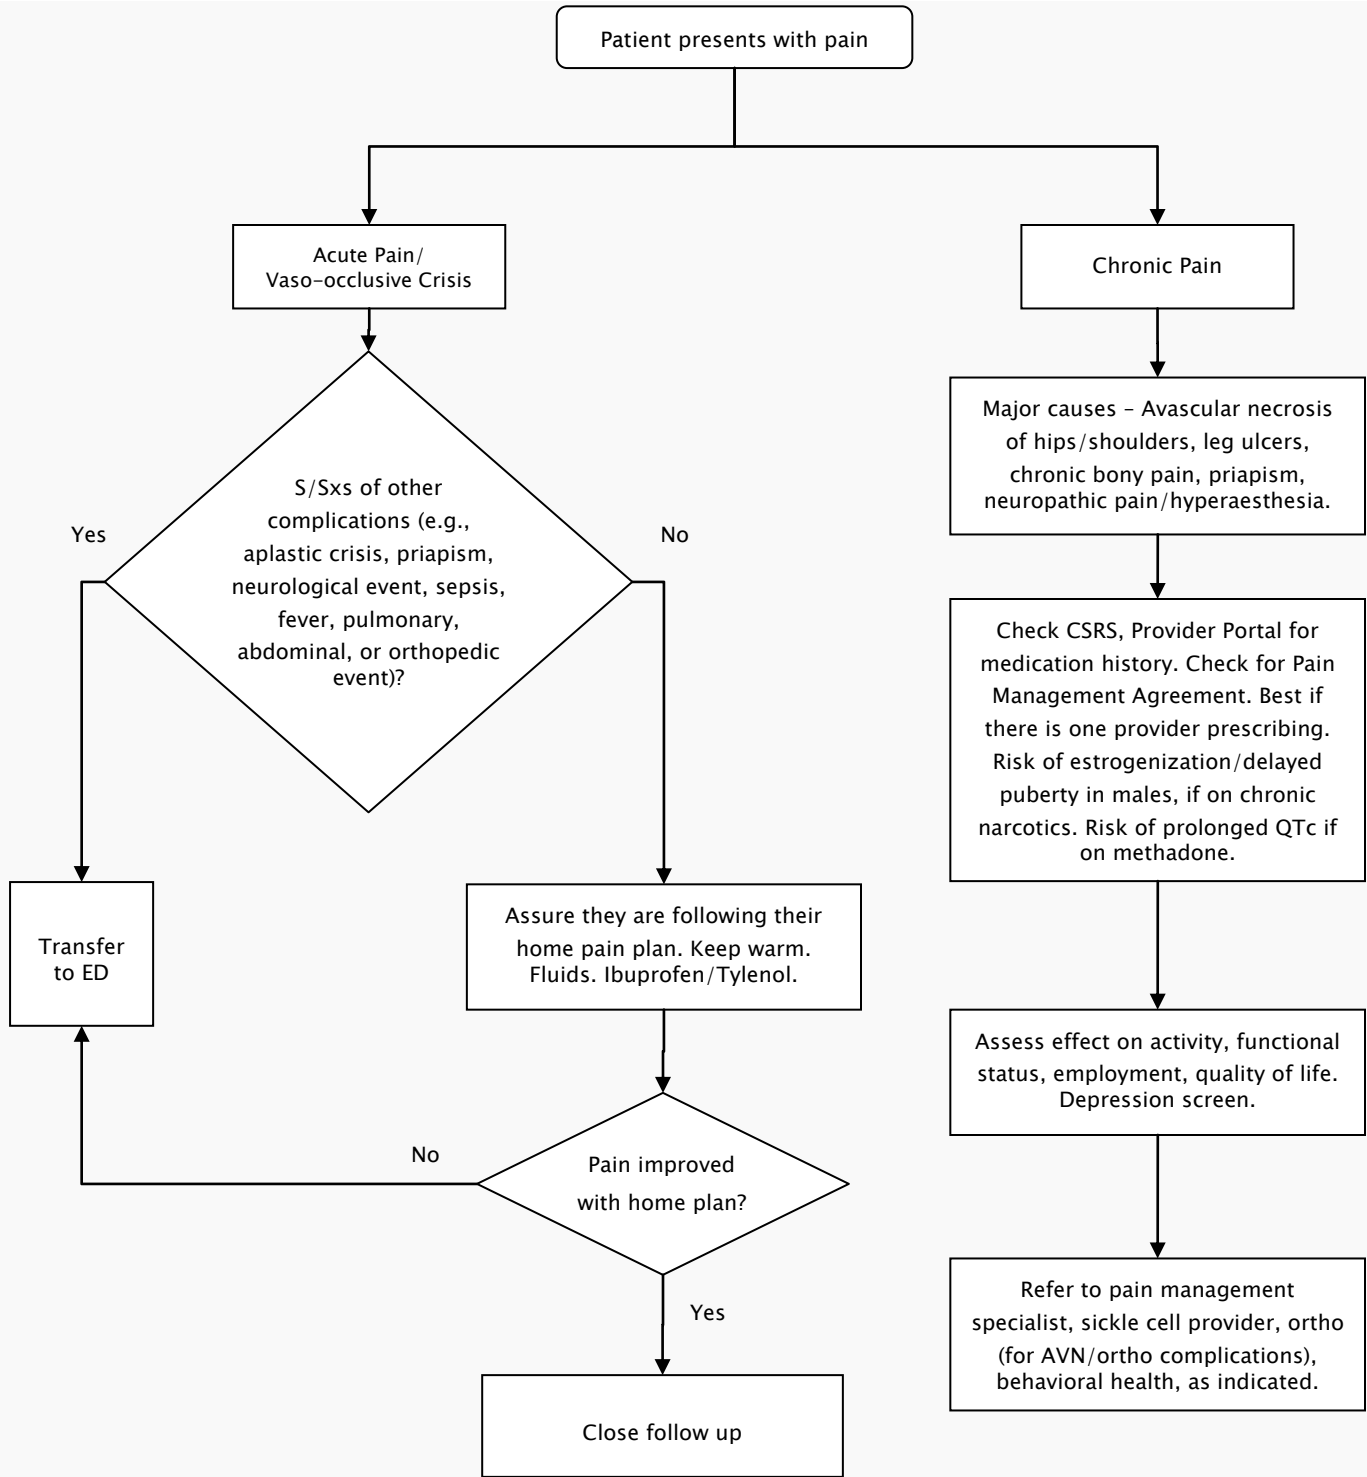 Patient presents with pain
Acute Pain/
Vaso-occlusive Crisis
Chronic Pain
S/Sxs of other
complications (e.g.,
aplastic crisis, priapism,
neurological event, sepsis,
fever, pulmonary,
abdominal, or orthopedic
event)?
Yes
No
Transfer
to ED
Assure they are following their
home pain plan. Keep warm.
Fluids. Ibuprofen/Tylenol.
Pain improved
with home plan?
No
Yes
Close follow up
Major causes – Avascular necrosis
of hips/shoulders, leg ulcers,
chronic bony pain, priapism,
neuropathic pain/hyperaesthesia.
Check CSRS, Provider Portal for
medication history. Check for Pain
Management Agreement. Best if
there is one provider prescribing.
Risk of estrogenization/delayed
puberty in males, if on chronic
narcotics. Risk of prolonged QTc if
on methadone.
Assess effect on activity, functional
status, employment, quality of life.
Depression screen.
Refer to pain management
specialist, sickle cell provider, ortho
(for AVN/ortho complications),
behavioral health, as indicated.